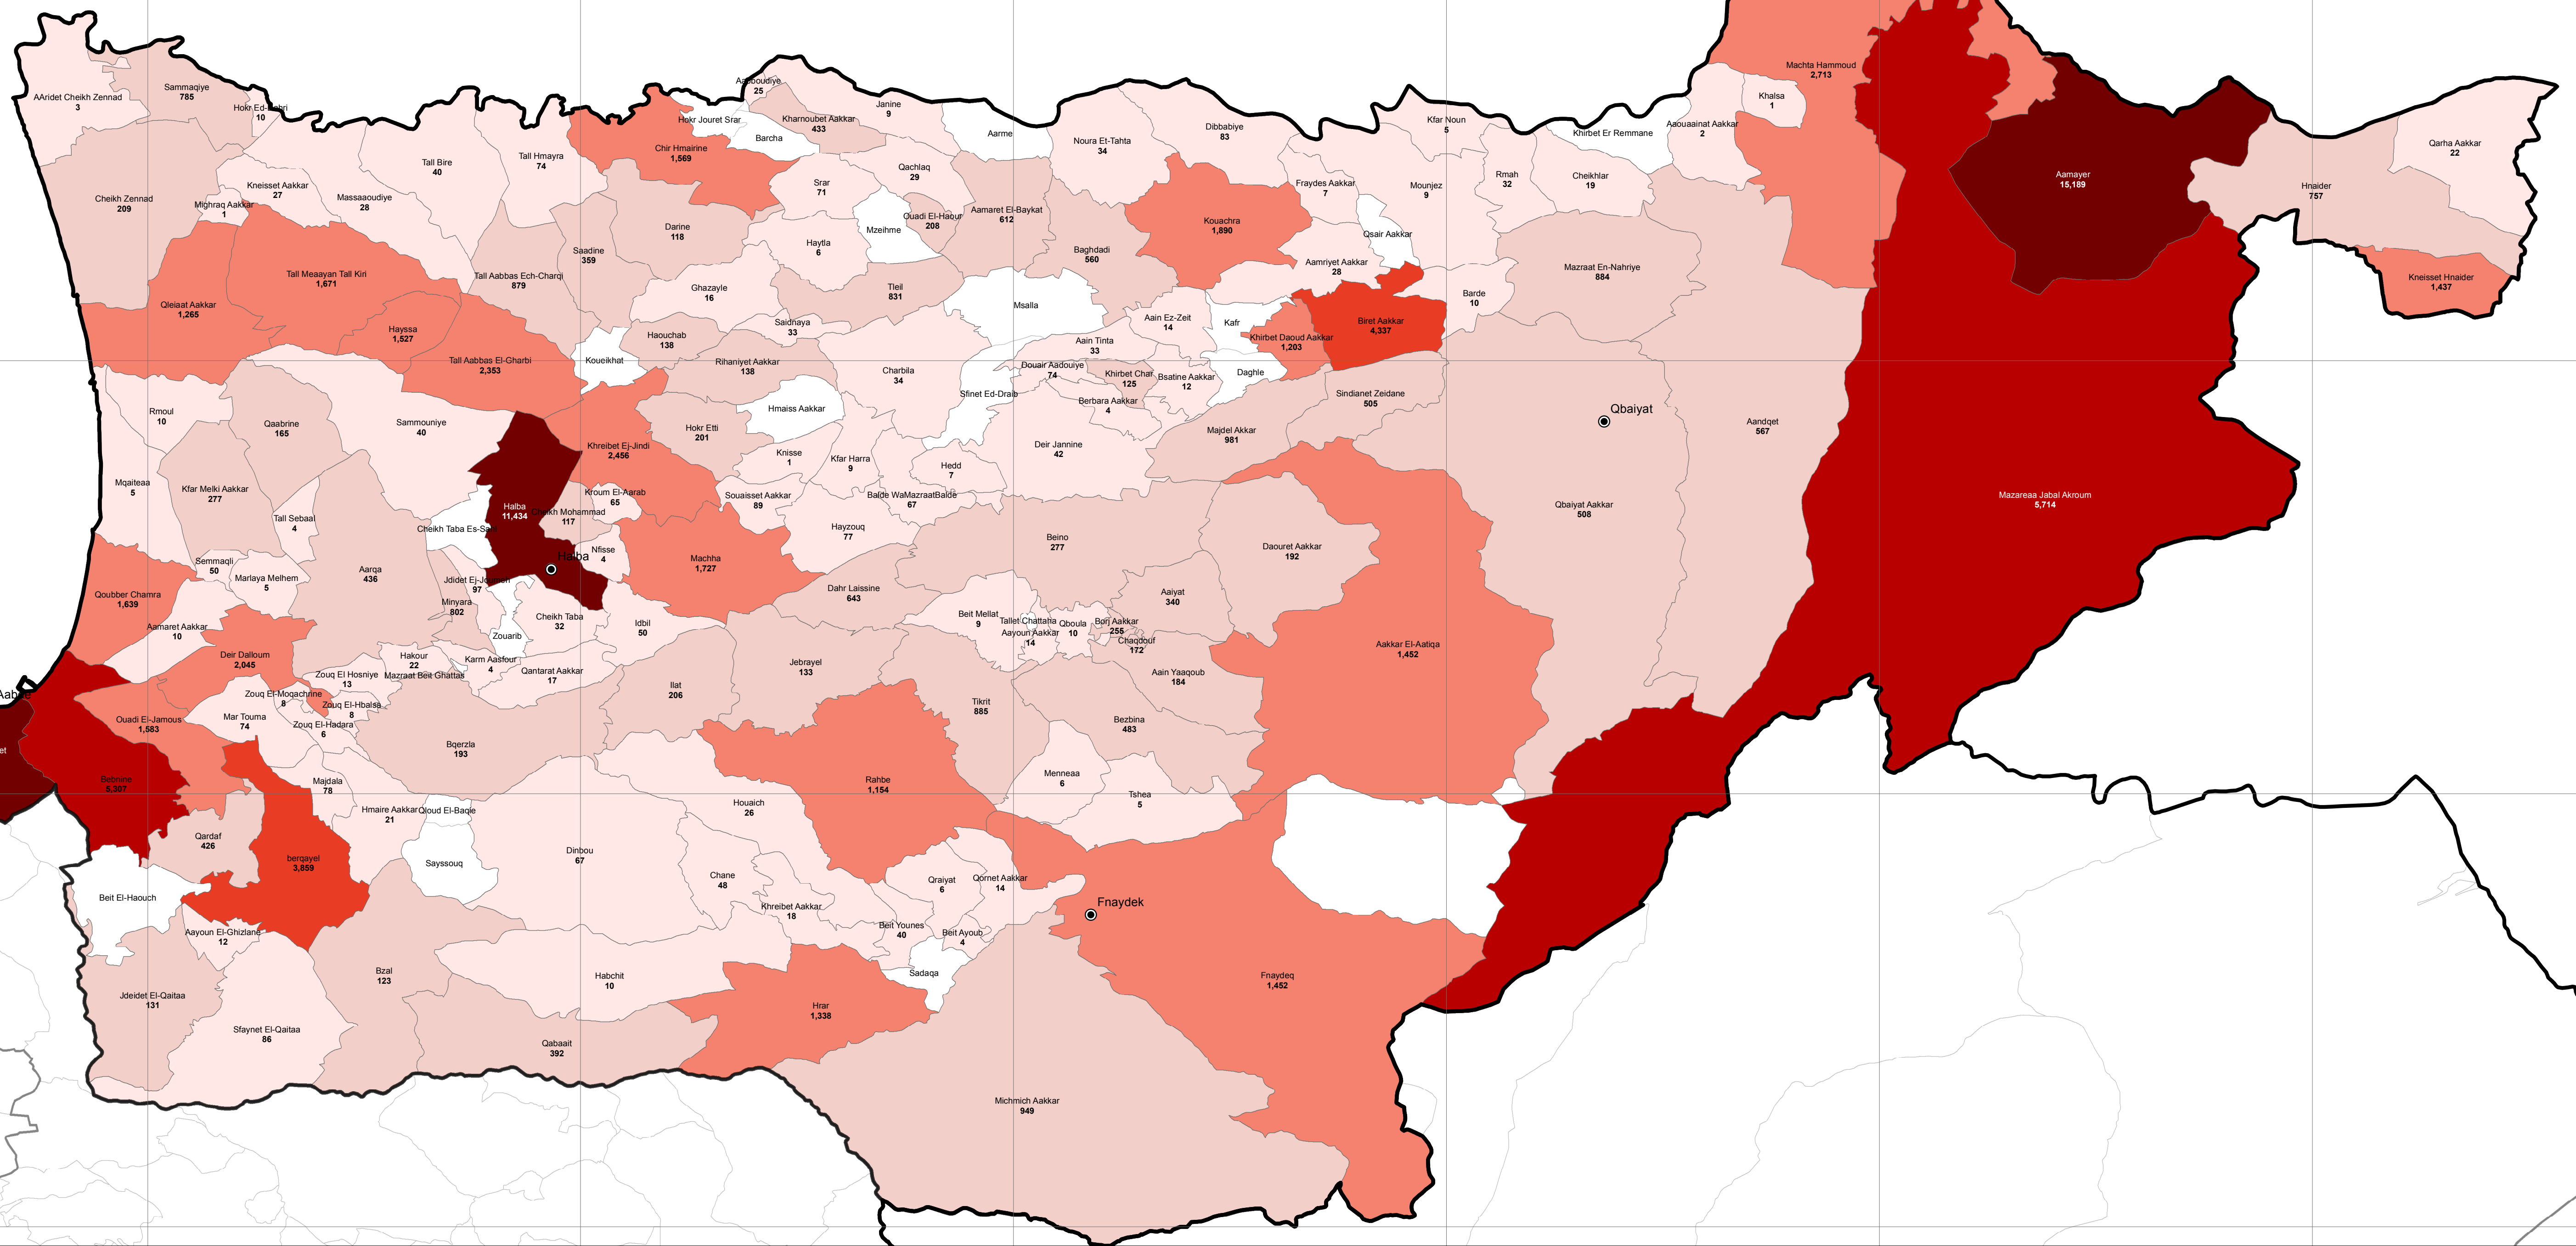 AAridet Cheikh Zennad
3
Sammaqiye
785
Hokr Ed-Dahri
10
Aabboudiye
25
Hokr Jouret Srar
Barcha
Kharnoubet Aakkar
433
Janine
9
Aarme
Machta Hammoud
2,713
Khalsa
1
Aaouaainat Aakkar
2
Kfar Noun
5
Khirbet Er Remmane
Dibbabiye
83
Noura Et-Tahta
34
Qarha Aakkar
22
Chir Hmairine
1,569
Tall Hmayra
74
Tall Bire
40
Qachlaq
29
Srar
71
Kneisset Aakkar
27
Massaaoudiye
28
Mighraq Aakkar
1
Cheikh Zennad
209
Fraydes Aakkar
7
Mounjez
9
Rmah
32
Cheikhlar
19
Aamayer
15,189
Hnaider
757
Aamaret El-Baykat
612
Ouadi El-Haour
208
Mzeihme
Kouachra
1,890
Qsair Aakkar
Darine
118
Haytla
6
Saadine
359
Baghdadi
560
Aamriyet Aakkar
28
Mazraat En-Nahriye
884
Tall Meaayan Tall Kiri
1,671
Tall Aabbas Ech-Charqi
879
Kneisset Hnaider
1,437
Ghazayle
16
Tleil
831
Msalla
Barde
10
Qleiaat Aakkar
1,265
Hayssa
1,527
Saidnaya
33
Aain Ez-Zeit
14
Kafr
Biret Aakkar
4,337
Khirbet Daoud Aakkar
1,203
Haouchab
138
Aain Tinta
33
Tall Aabbas El-Gharbi
2,353
Koueikhat
Rihaniyet Aakkar
138
Charbila
34
Douair Aadouiye
74
Khirbet Char
125
Bsatine Aakkar
12
Daghle
Sfinet Ed-Draib
Berbara Aakkar
4
Sindianet Zeidane
505
Hmaiss Aakkar
Qbaiyat
Rmoul
10
Qaabrine
165
Sammouniye
40
Hokr Etti
201
Majdel Akkar
981
Aandqet
567
Khreibet Ej-Jindi
2,456
Deir Jannine
42
Knisse
1
Kfar Harra
9
Hedd
7
Mqaiteaa
5
Kfar Melki Aakkar
277
Kroum El-Aarab
65
Souaisset Aakkar
89
Balde WaMazraatBalde
67
Mazareaa Jabal Akroum
5,714
Halba
11,434
Cheikh Mohammad
117
Qbaiyat Aakkar
508
Tall Sebaal
4
Cheikh Taba Es-Sahl
Hayzouq
77
Beino
277
Daouret Aakkar
192
Nfisse
4
Halba
Machha
1,727
Semmaqli
50
Marlaya Melhem
5
Aarqa
436
Jdidet Ej-Joumeh
97
Dahr Laissine
643
Aaiyat
340
Qoubber Chamra
1,639
Minyara
802
Cheikh Taba
32
Idbil
50
Beit Mellat
9
Tallet Chattaha
Aayoun Aakkar
14
Qboula
10
Borj Aakkar
255
Chaqdouf
172
Aamaret Aakkar
10
Zouarib
Aakkar El-Aatiqa
1,452
Deir Dalloum
2,045
Hakour
22
Karm Aasfour
4
Qantarat Aakkar
17
Jebrayel
133
Zouq El Hosniye
13
Mazraat Beit Ghattas
Aain Yaaqoub
184
Ilat
206
Zouq El-Moqachrine
8
Zouq El-Hbalsa
8
Tikrit
885
Ouadi El-Jamous
1,583
Mar Touma
74
Zouq El-Hadara
6
Bezbina
483
Bqerzla
193
et
Bebnine
5,307
Majdala
78
Rahbe
1,154
Menneaa
6
Tshea
5
Hmaire Aakkar
21
Qloud El-Baqie
Houaich
26
Qardaf
426
berqayel
3,859
Sayssouq
Dinbou
67
Chane
48
Qraiyat
6
Qornet Aakkar
14
Beit El-Haouch
Khreibet Aakkar
18
Fnaydek
Aayoun El-Ghizlane
12
Beit Younes
40
Beit Ayoub
4
Bzal
123
Habchit
10
Sadaqa
Fnaydeq
1,452
Jdeidet El-Qaitaa
131
Hrar
1,338
Sfaynet El-Qaitaa
86
Qabaait
392
Michmich Aakkar
949